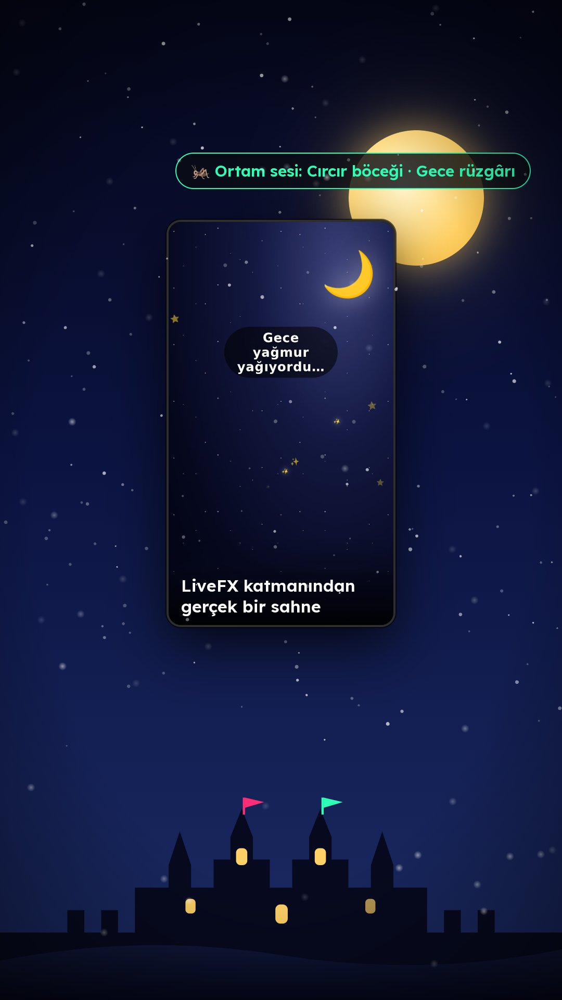 Ortam sesi: Cırcır böceği · Gece rüzgârı
Gece
yağmur
yağıyordu...
LiveFX katmanından
gerçek bir sahne